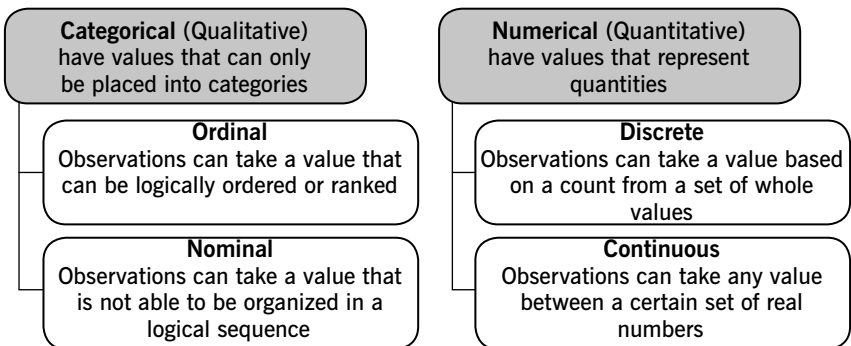 Categorical (Qualitative)
have values that can only
be placed into categories
Ordinal
Observations can take a value that
can be logically ordered or ranked
Nominal
Observations can take a value that
is not able to be organized in a
logical sequence
Numerical (Quantitative)
have values that represent
quantities
Discrete
Observations can take a value based
on a count from a set of whole
values
Continuous
Observations can take any value
between a certain set of real
numbers